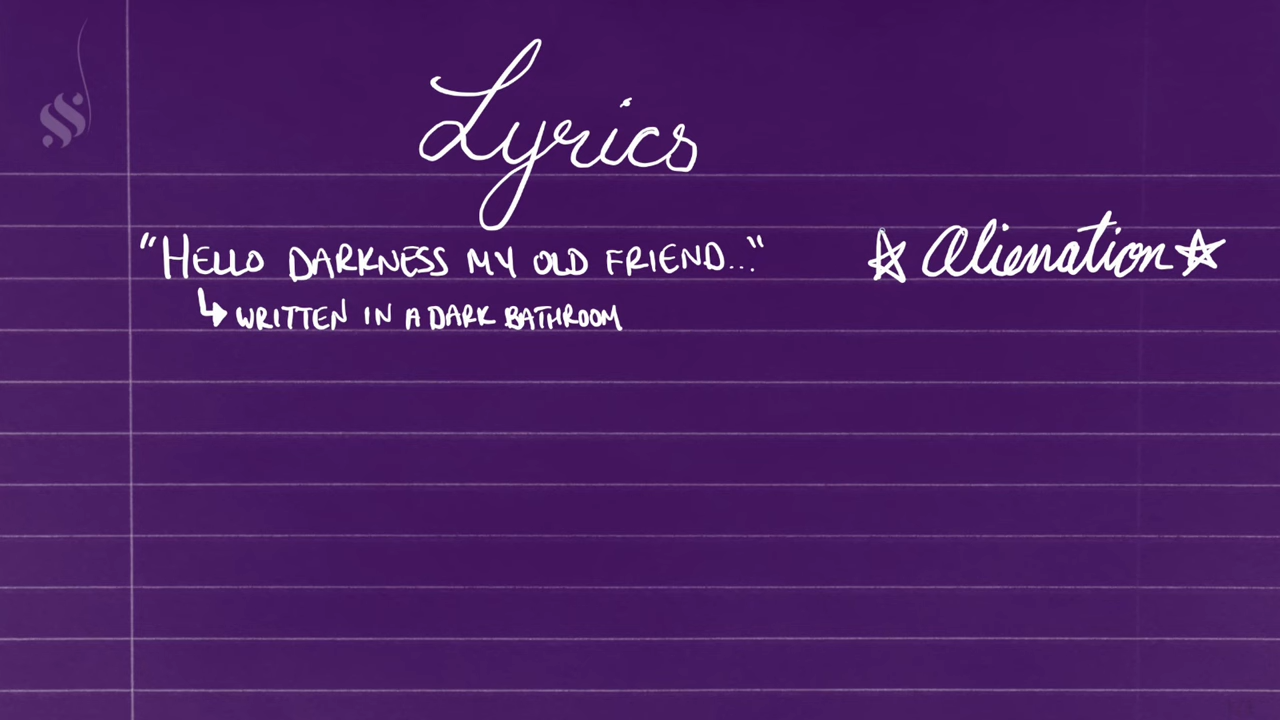 Lyrics
"HELLO DARKNESS MY OLD FRIEND..."
☆ Alienation ☆
↳ WRITTEN IN A DARK BATHROOM